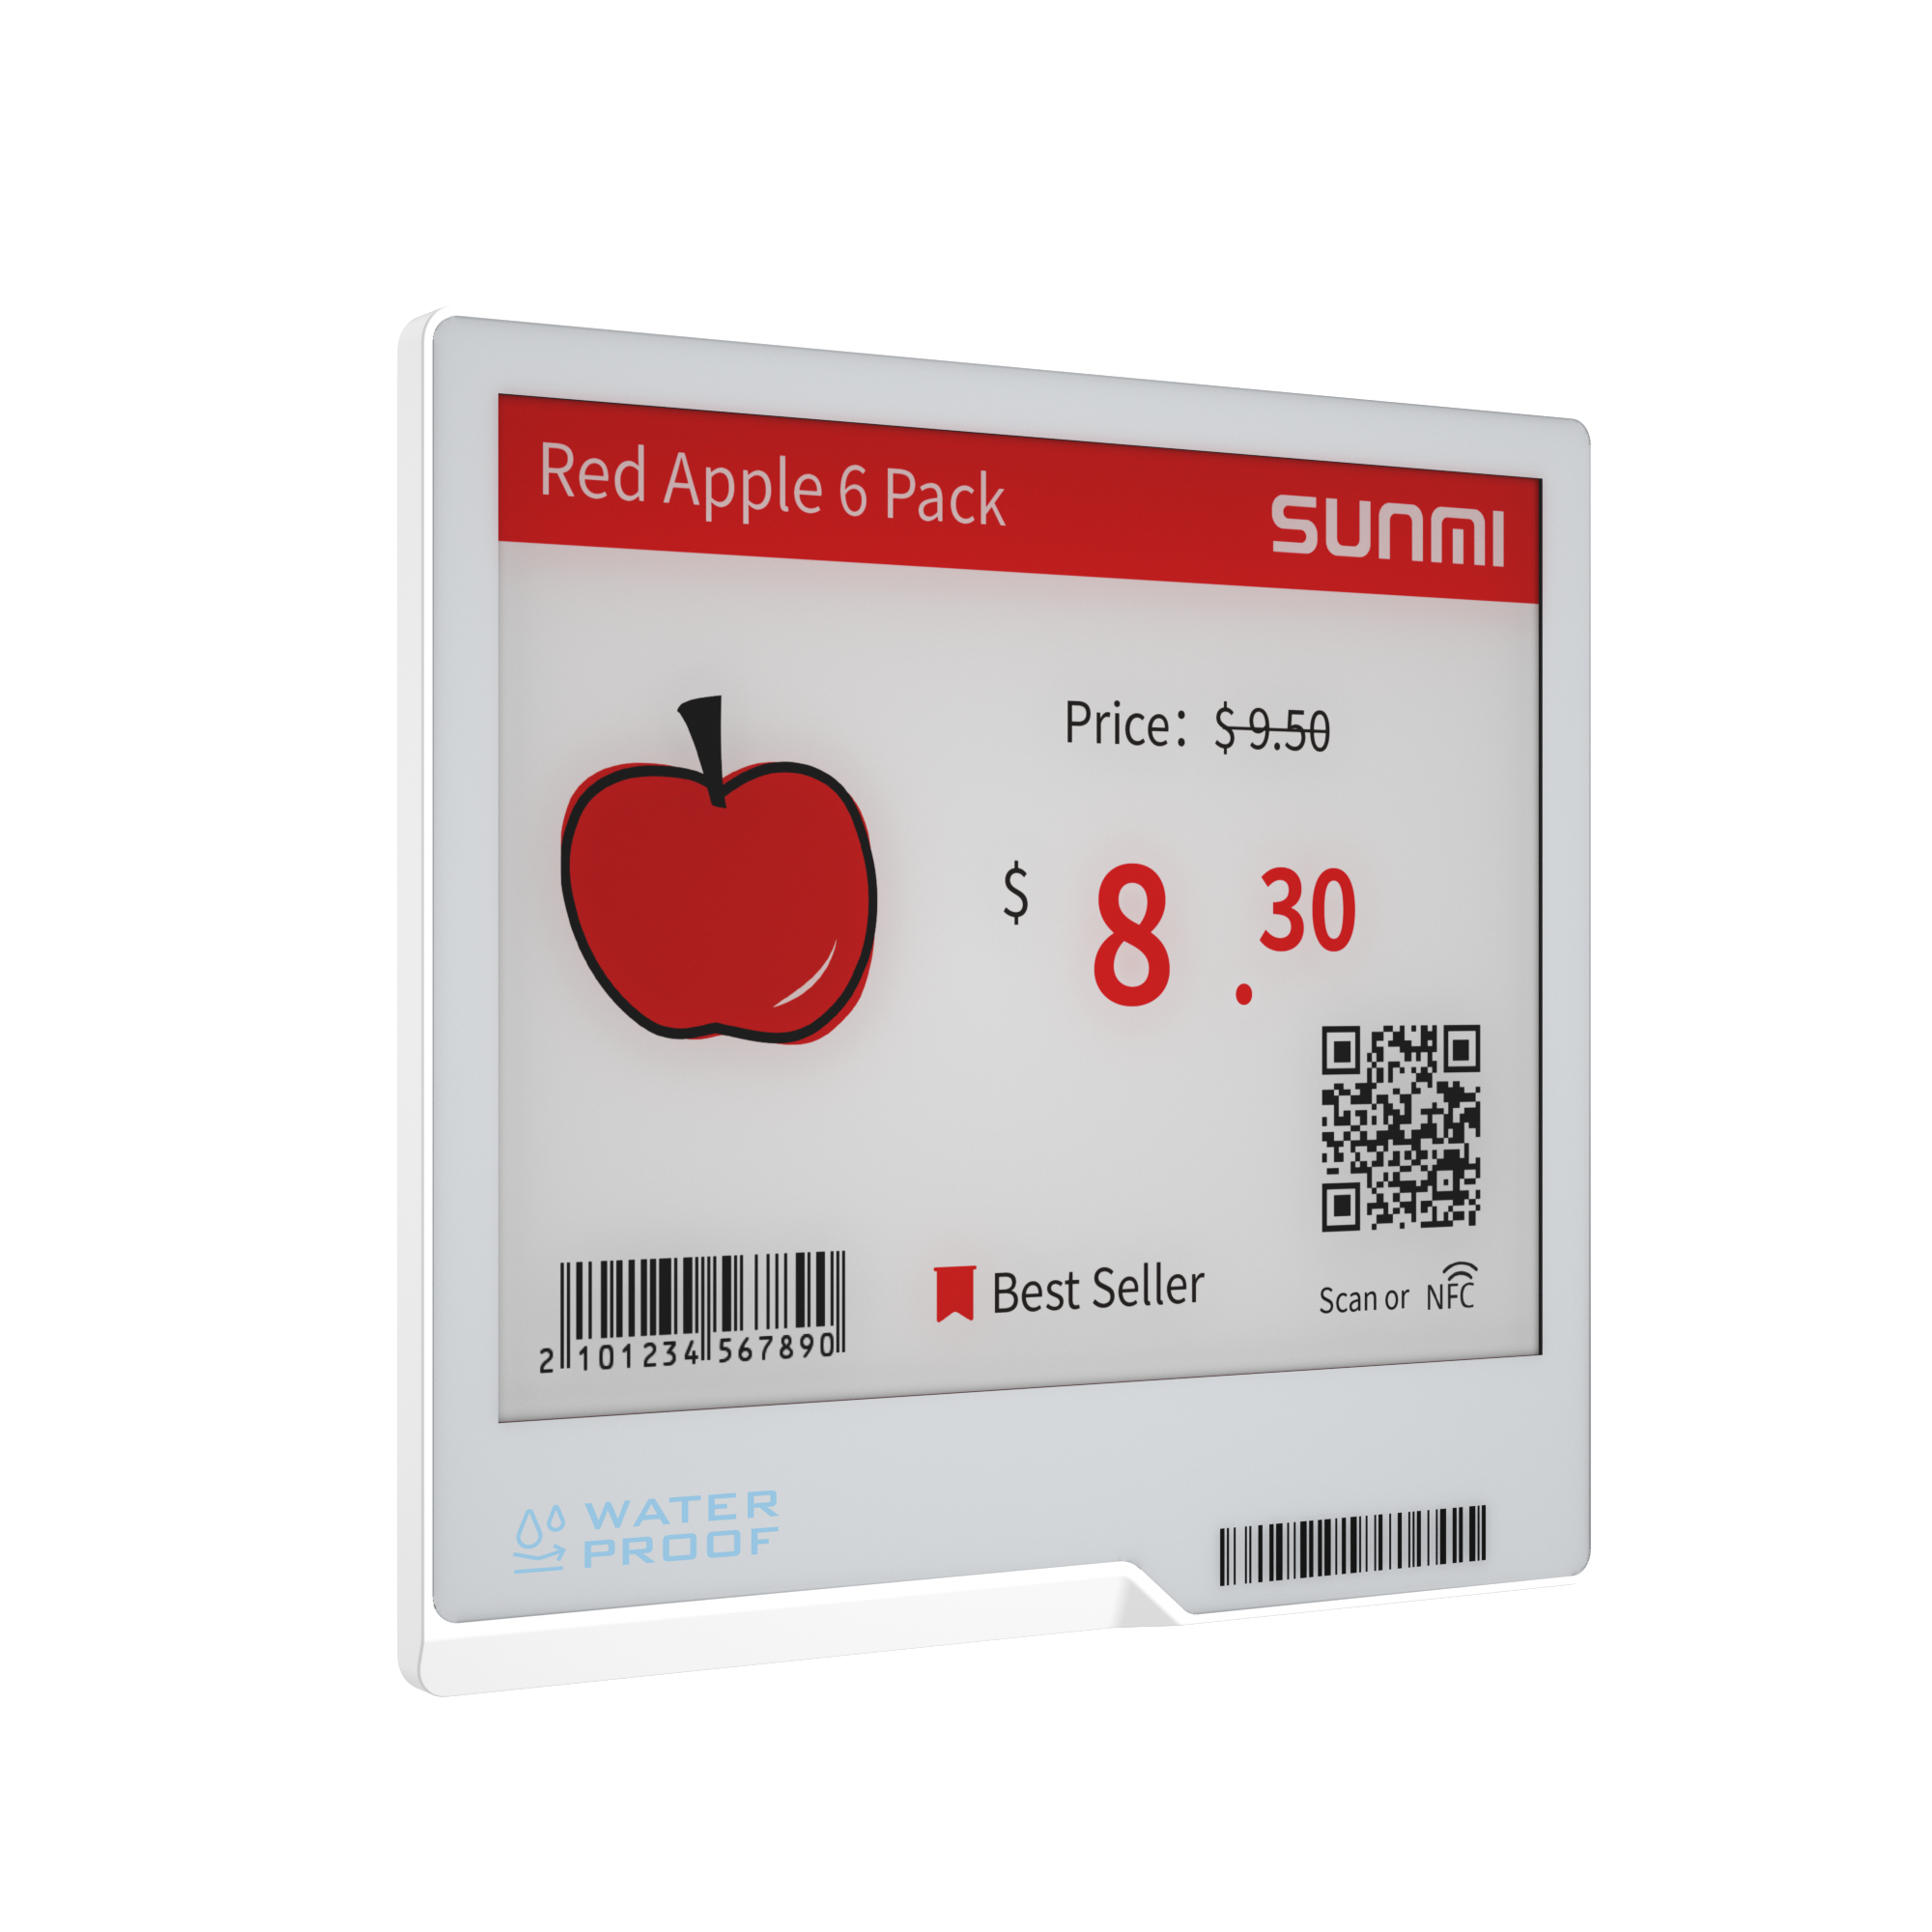 Red Apple 6 Pack
SUNMI
Price: $ 9.50
$ 8.30
2 101234 567890
Best Seller
Scan or NFC
WATER
PROOF